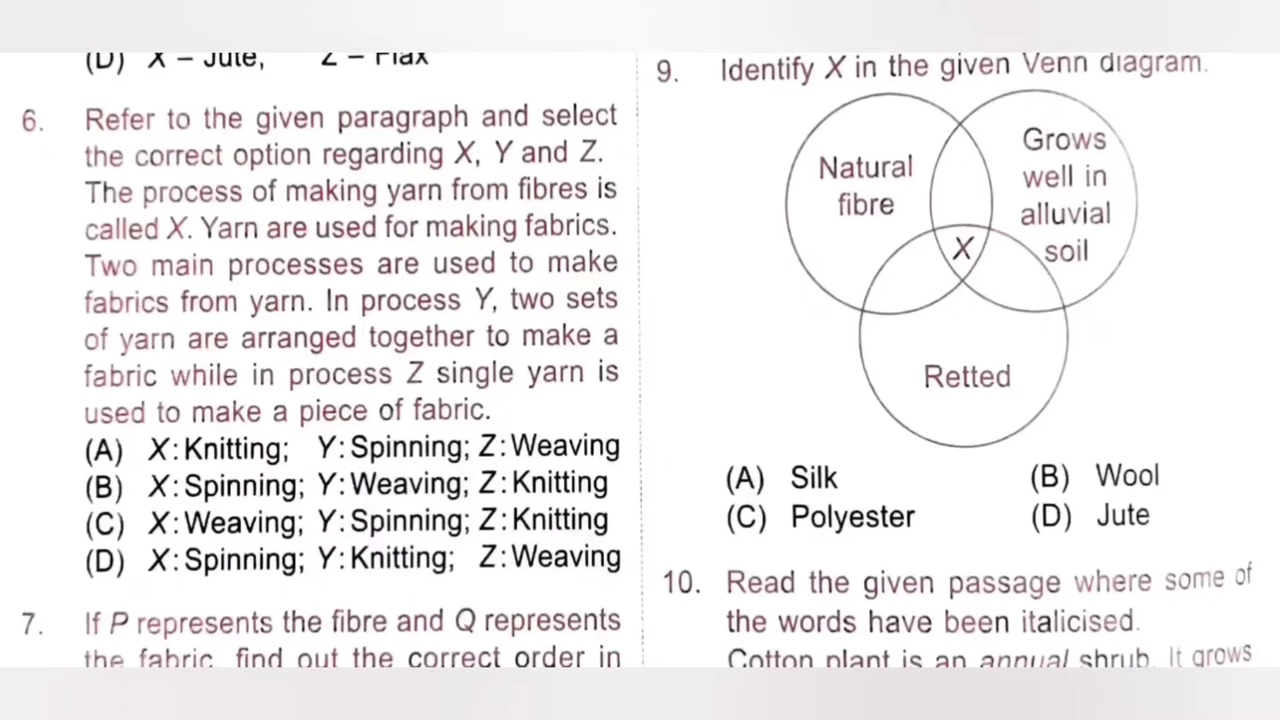 (D) X – Jute, Z – Flax
6. Refer to the given paragraph and select
the correct option regarding X, Y and Z.
The process of making yarn from fibres is
called X. Yarn are used for making fabrics.
Two main processes are used to make
fabrics from yarn. In process Y, two sets
of yarn are arranged together to make a
fabric while in process Z single yarn is
used to make a piece of fabric.
(A) X:Knitting; Y:Spinning; Z:Weaving
(B) X:Spinning; Y:Weaving; Z:Knitting
(C) X:Weaving; Y:Spinning; Z:Knitting
(D) X:Spinning; Y:Knitting; Z:Weaving
7. If P represents the fibre and Q represents
the fabric, find out the correct order in
9. Identify X in the given Venn diagram.
Natural
fibre
Grows
well in
alluvial
soil
X
Retted
(A) Silk (B) Wool
(C) Polyester (D) Jute
10. Read the given passage where some of
the words have been italicised.
Cotton plant is an annual shrub. It grows